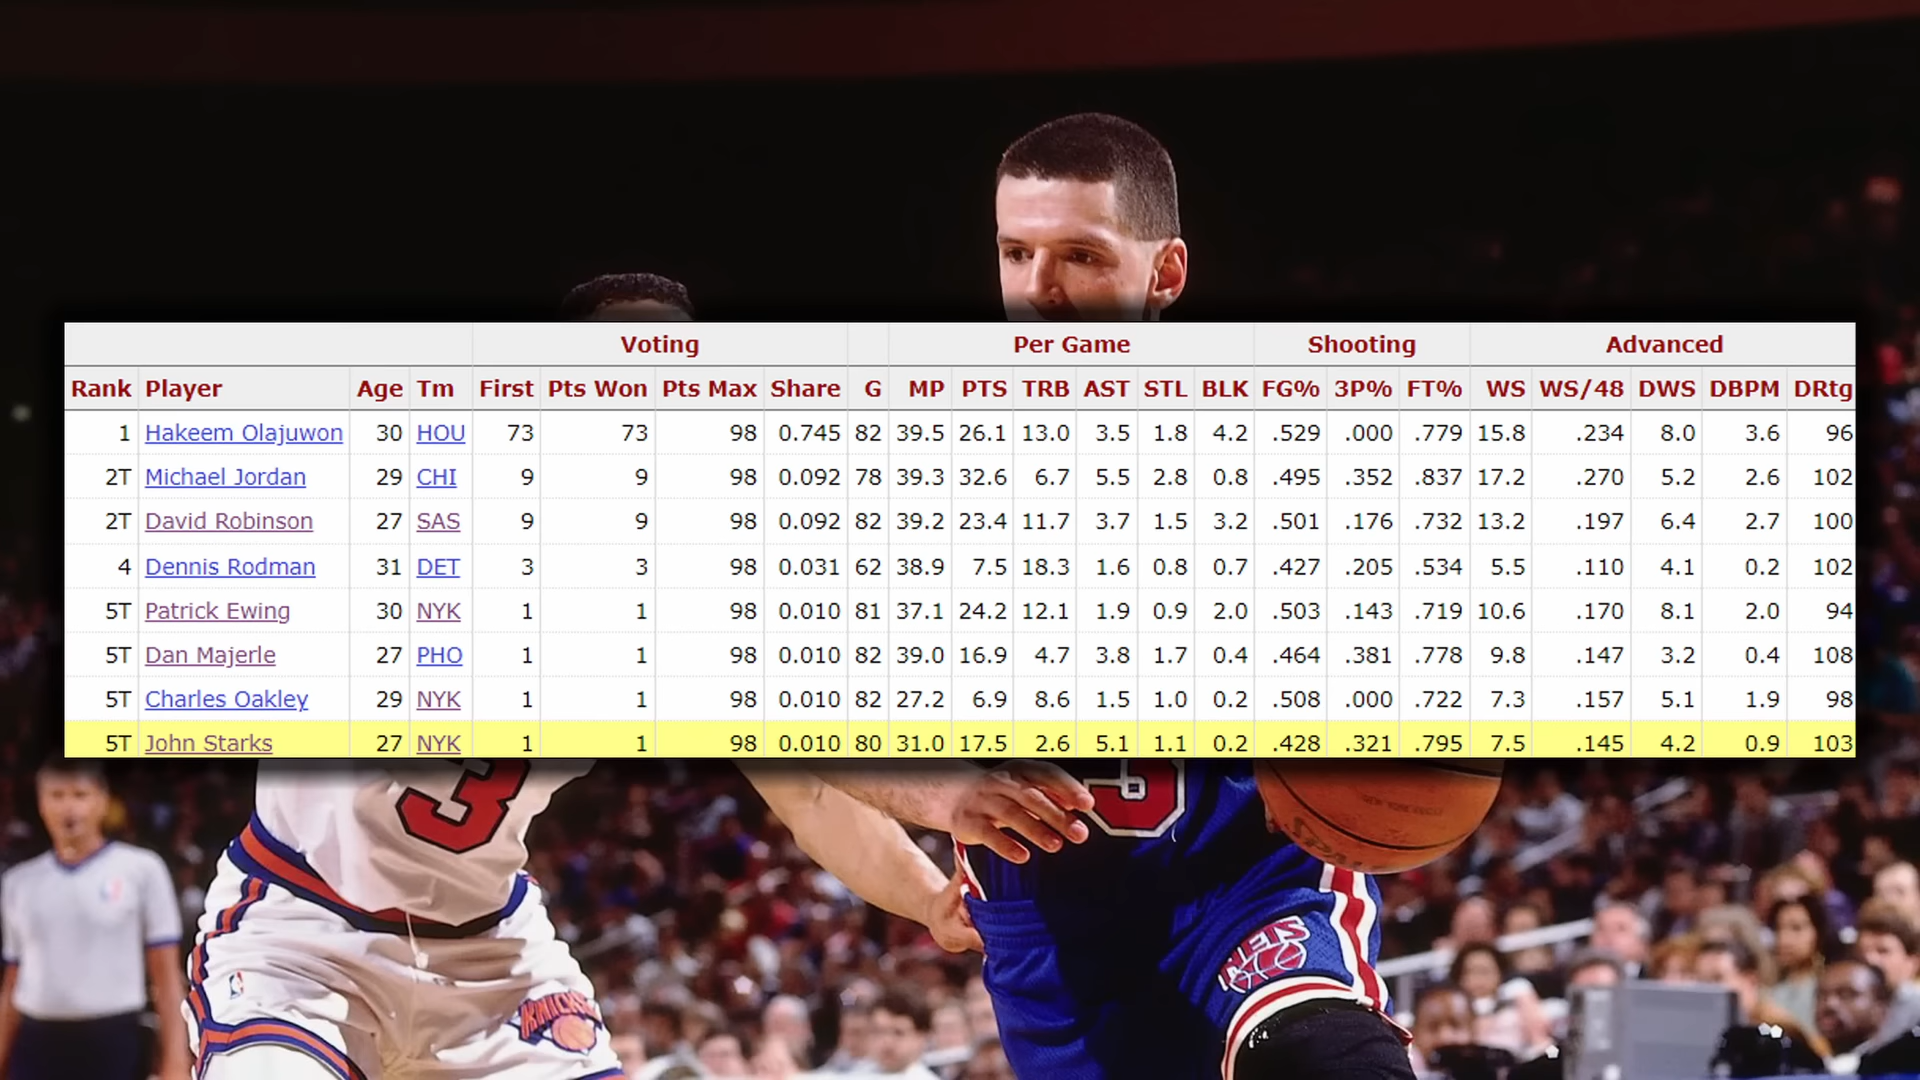 Voting Per Game Shooting Advanced
Rank Player Age Tm First Pts Won Pts Max Share G MP PTS TRB AST STL BLK FG% 3P% FT% WS WS/48 DWS DBPM DRtg
1 Hakeem Olajuwon 30 HOU 73 73 98 0.745 82 39.5 26.1 13.0 3.5 1.8 4.2 .529 .000 .779 15.8 .234 8.0 3.6 96
2T Michael Jordan 29 CHI 9 9 98 0.092 78 39.3 32.6 6.7 5.5 2.8 0.8 .495 .352 .837 17.2 .270 5.2 2.6 102
2T David Robinson 27 SAS 9 9 98 0.092 82 39.2 23.4 11.7 3.7 1.5 3.2 .501 .176 .732 13.2 .197 6.4 2.7 100
4 Dennis Rodman 31 DET 3 3 98 0.031 62 38.9 7.5 18.3 1.6 0.8 0.7 .427 .205 .534 5.5 .110 4.1 0.2 102
5T Patrick Ewing 30 NYK 1 1 98 0.010 81 37.1 24.2 12.1 1.9 0.9 2.0 .503 .143 .719 10.6 .170 8.1 2.0 94
5T Dan Majerle 27 PHO 1 1 98 0.010 82 39.0 16.9 4.7 3.8 1.7 0.4 .464 .381 .778 9.8 .147 3.2 0.4 108
5T Charles Oakley 29 NYK 1 1 98 0.010 82 27.2 6.9 8.6 1.5 1.0 0.2 .508 .000 .722 7.3 .157 5.1 1.9 98
5T John Starks 27 NYK 1 1 98 0.010 80 31.0 17.5 2.6 5.1 1.1 0.2 .428 .321 .795 7.5 .145 4.2 0.9 103
3 3
NETS
KNICKS